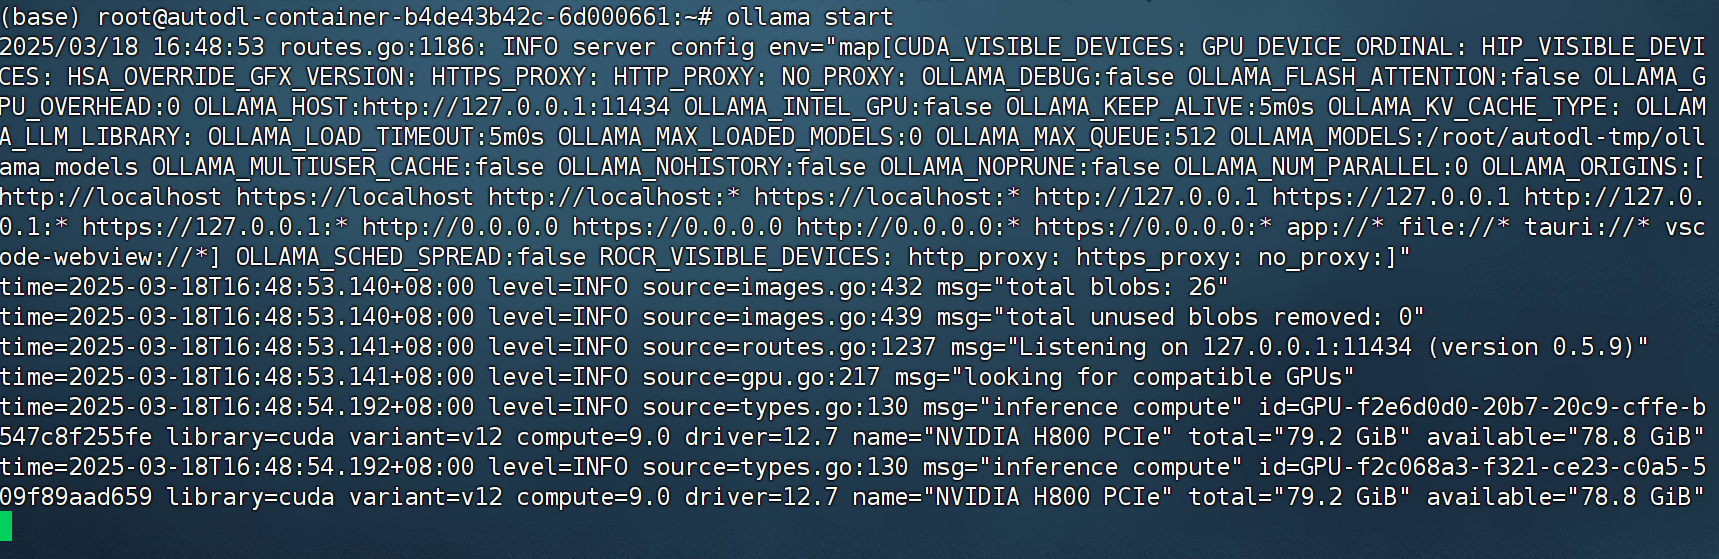 (base) root@autodl-container-b4de43b42c-6d000661:~# ollama start
2025/03/18 16:48:53 routes.go:1186: INFO server config env="map[CUDA_VISIBLE_DEVICES: GPU_DEVICE_ORDINAL: HIP_VISIBLE_DEVI
CES: HSA_OVERRIDE_GFX_VERSION: HTTPS_PROXY: HTTP_PROXY: NO_PROXY: OLLAMA_DEBUG:false OLLAMA_FLASH_ATTENTION:false OLLAMA_G
PU_OVERHEAD:0 OLLAMA_HOST:http://127.0.0.1:11434 OLLAMA_INTEL_GPU:false OLLAMA_KEEP_ALIVE:5m0s OLLAMA_KV_CACHE_TYPE: OLLAM
A_LLM_LIBRARY: OLLAMA_LOAD_TIMEOUT:5m0s OLLAMA_MAX_LOADED_MODELS:0 OLLAMA_MAX_QUEUE:512 OLLAMA_MODELS:/root/autodl-tmp/oll
ama_models OLLAMA_MULTIUSER_CACHE:false OLLAMA_NOHISTORY:false OLLAMA_NOPRUNE:false OLLAMA_NUM_PARALLEL:0 OLLAMA_ORIGINS:[
http://localhost https://localhost http://localhost:* https://localhost:* http://127.0.0.1 https://127.0.0.1 http://127.0.
0.1:* https://127.0.0.1:* http://0.0.0.0 https://0.0.0.0 http://0.0.0.0:* https://0.0.0.0:* app://* file://* tauri://* vsc
ode-webview://*] OLLAMA_SCHED_SPREAD:false ROCR_VISIBLE_DEVICES: http_proxy: https_proxy: no_proxy:]"
time=2025-03-18T16:48:53.140+08:00 level=INFO source=images.go:432 msg="total blobs: 26"
time=2025-03-18T16:48:53.140+08:00 level=INFO source=images.go:439 msg="total unused blobs removed: 0"
time=2025-03-18T16:48:53.141+08:00 level=INFO source=routes.go:1237 msg="Listening on 127.0.0.1:11434 (version 0.5.9)"
time=2025-03-18T16:48:53.141+08:00 level=INFO source=gpu.go:217 msg="looking for compatible GPUs"
time=2025-03-18T16:48:54.192+08:00 level=INFO source=types.go:130 msg="inference compute" id=GPU-f2e6d0d0-20b7-20c9-cffe-b
547c8f255fe library=cuda variant=v12 compute=9.0 driver=12.7 name="NVIDIA H800 PCIe" total="79.2 GiB" available="78.8 GiB"
time=2025-03-18T16:48:54.192+08:00 level=INFO source=types.go:130 msg="inference compute" id=GPU-f2c068a3-f321-ce23-c0a5-5
09f89aad659 library=cuda variant=v12 compute=9.0 driver=12.7 name="NVIDIA H800 PCIe" total="79.2 GiB" available="78.8 GiB"